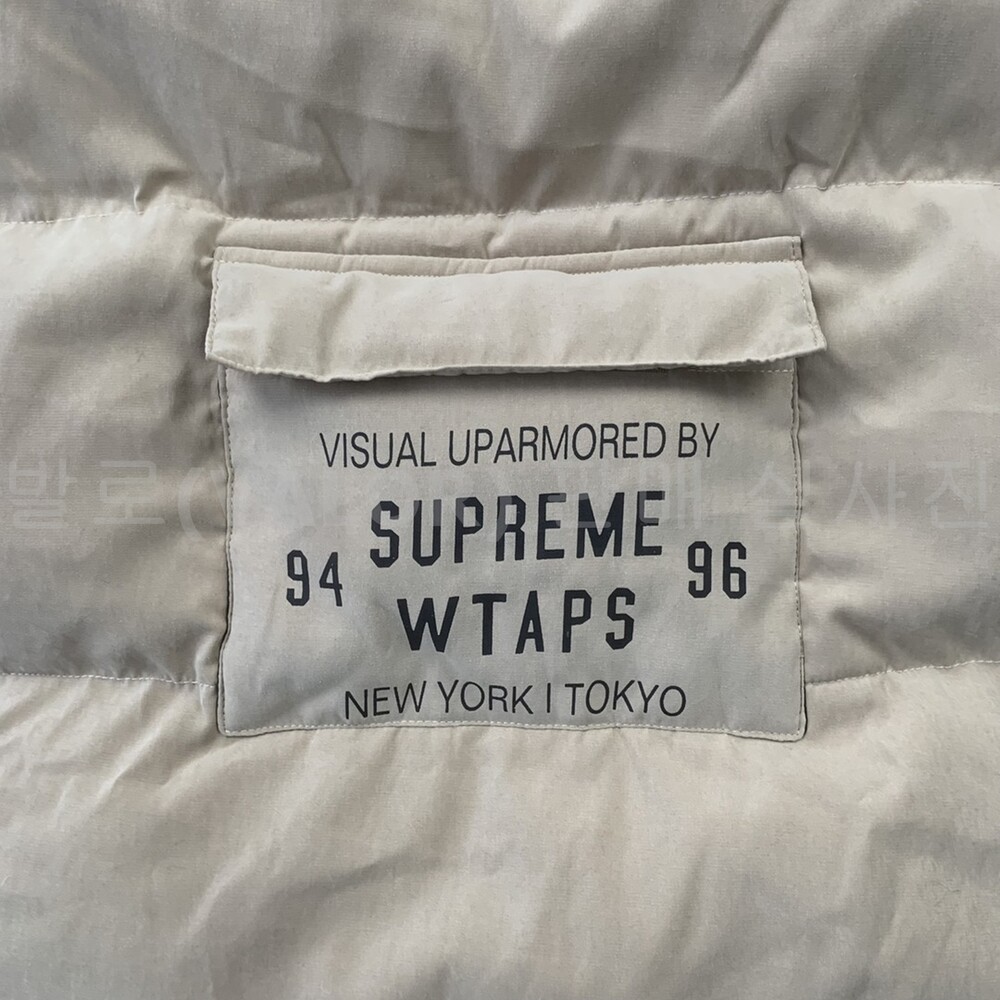 VISUAL UPARMORED BY
SUPREME
94 96
WTAPS
NEW YORK I TOKYO